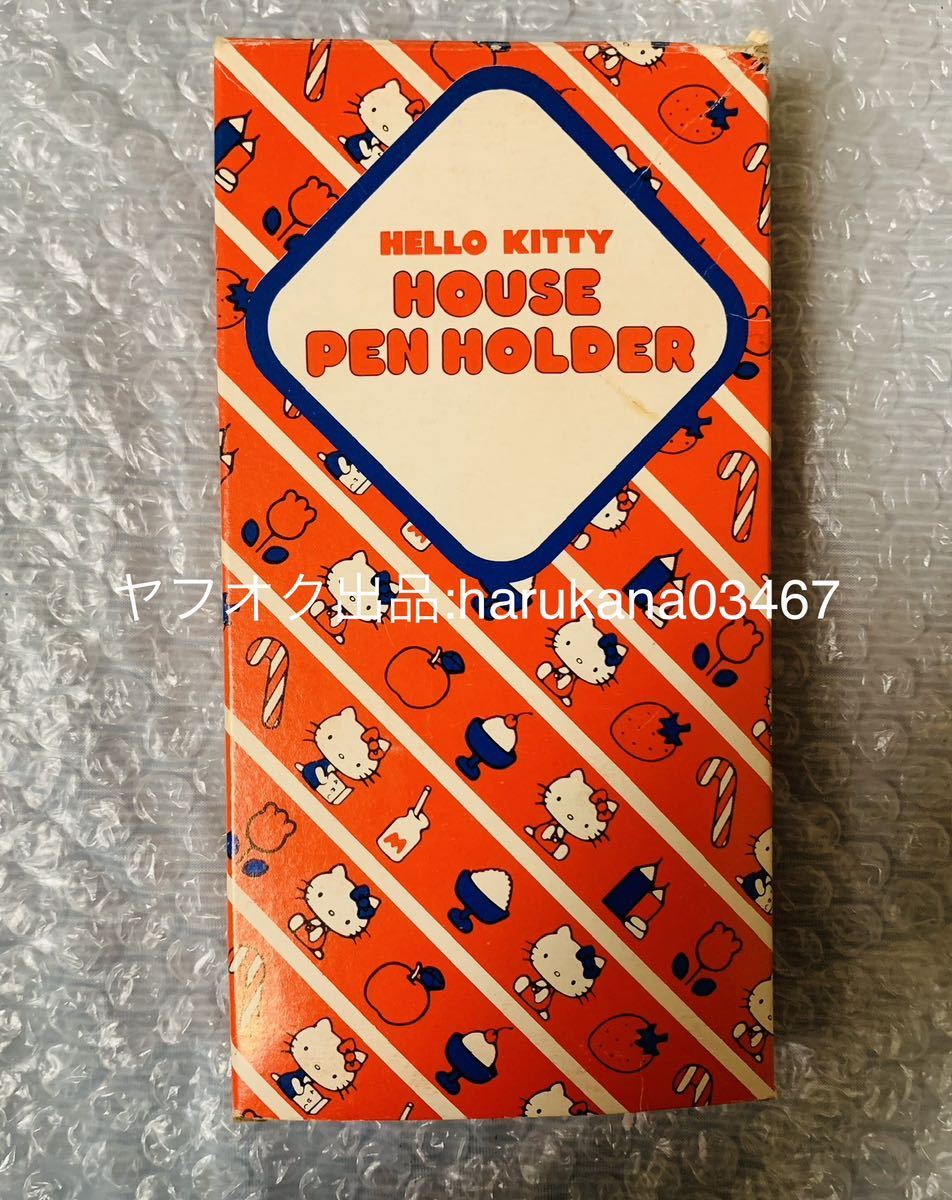 HELLO KITTY
HOUSE
PEN HOLDER
ヤフオク出品:harukana03467